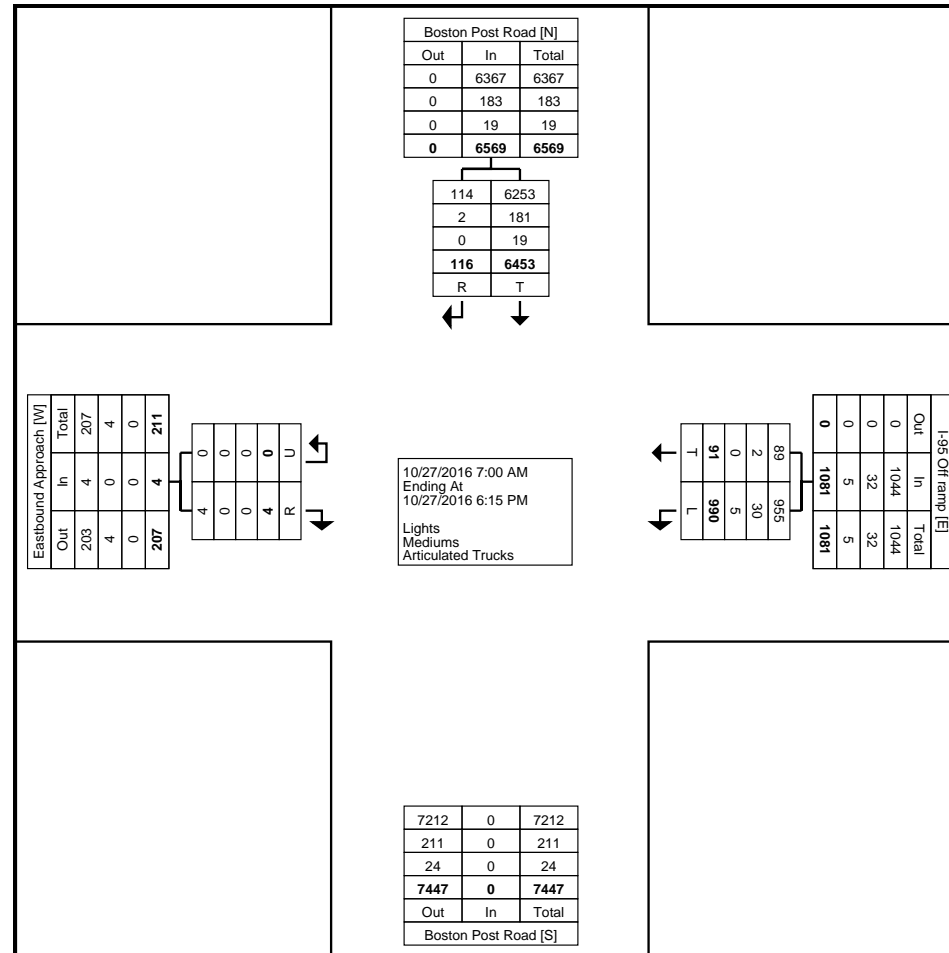 Boston Post Road [N]
Out In Total
0 6367 6367
0 183 183
0 19 19
0 6569 6569
114 6253
2 181
0 19
116 6453
R T
Eastbound Approach [W]
Total In Out
207 4 203
4 0 4
0 0 0
211 4 207
0 4
0 0
0 0
0 4
U R
10/27/2016 7:00 AM
Ending At
10/27/2016 6:15 PM
Lights
Mediums
Articulated Trucks
89 955
2 30
0 5
91 990
T L
I-95 Off ramp [E]
Out In Total
0 1044 1044
0 32 32
0 5 5
0 1081 1081
7212 0 7212
211 0 211
24 0 24
7447 0 7447
Out In Total
Boston Post Road [S]